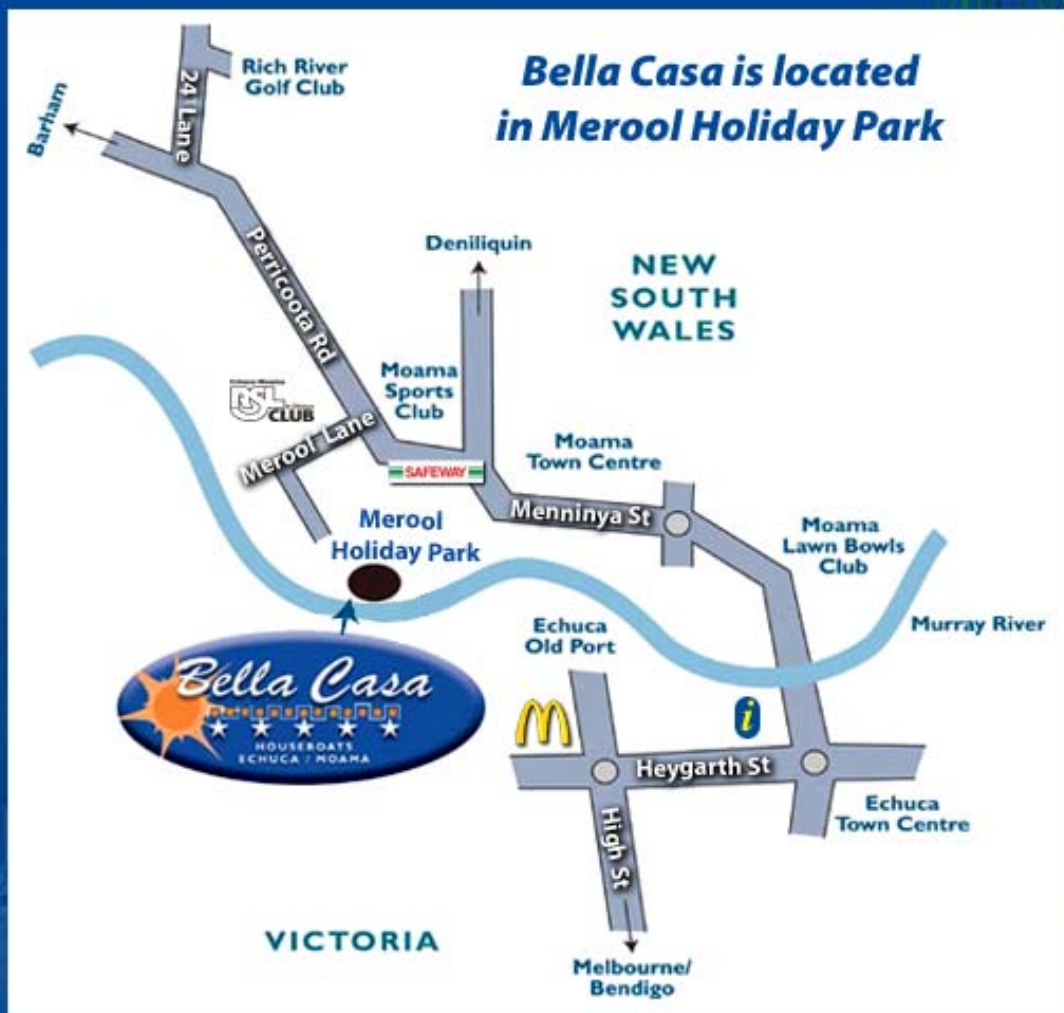 Bella Casa is located
in Merool Holiday Park
24 Lane
Rich River
Golf Club
Barham
Perricoota Rd
Deniliquin
NEW
SOUTH
WALES
Moama
Sports
Club
CLUB
Merool Lane
SAFEWAY
Moama
Town Centre
Menninya St
Merool
Holiday Park
Moama
Lawn Bowls
Club
Murray River
Echuca
Old Port
Bella Casa
HOUSEBOATS
ECHUCA / MOAMA
M
i
Heygarth St
High St
Echuca
Town Centre
VICTORIA
Melbourne/
Bendigo